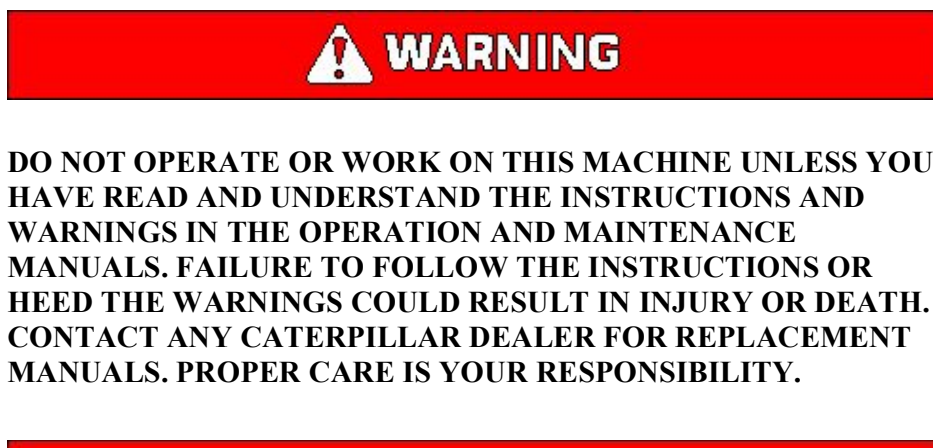 WARNING
DO NOT OPERATE OR WORK ON THIS MACHINE UNLESS YOU
HAVE READ AND UNDERSTAND THE INSTRUCTIONS AND
WARNINGS IN THE OPERATION AND MAINTENANCE
MANUALS. FAILURE TO FOLLOW THE INSTRUCTIONS OR
HEED THE WARNINGS COULD RESULT IN INJURY OR DEATH.
CONTACT ANY CATERPILLAR DEALER FOR REPLACEMENT
MANUALS. PROPER CARE IS YOUR RESPONSIBILITY.